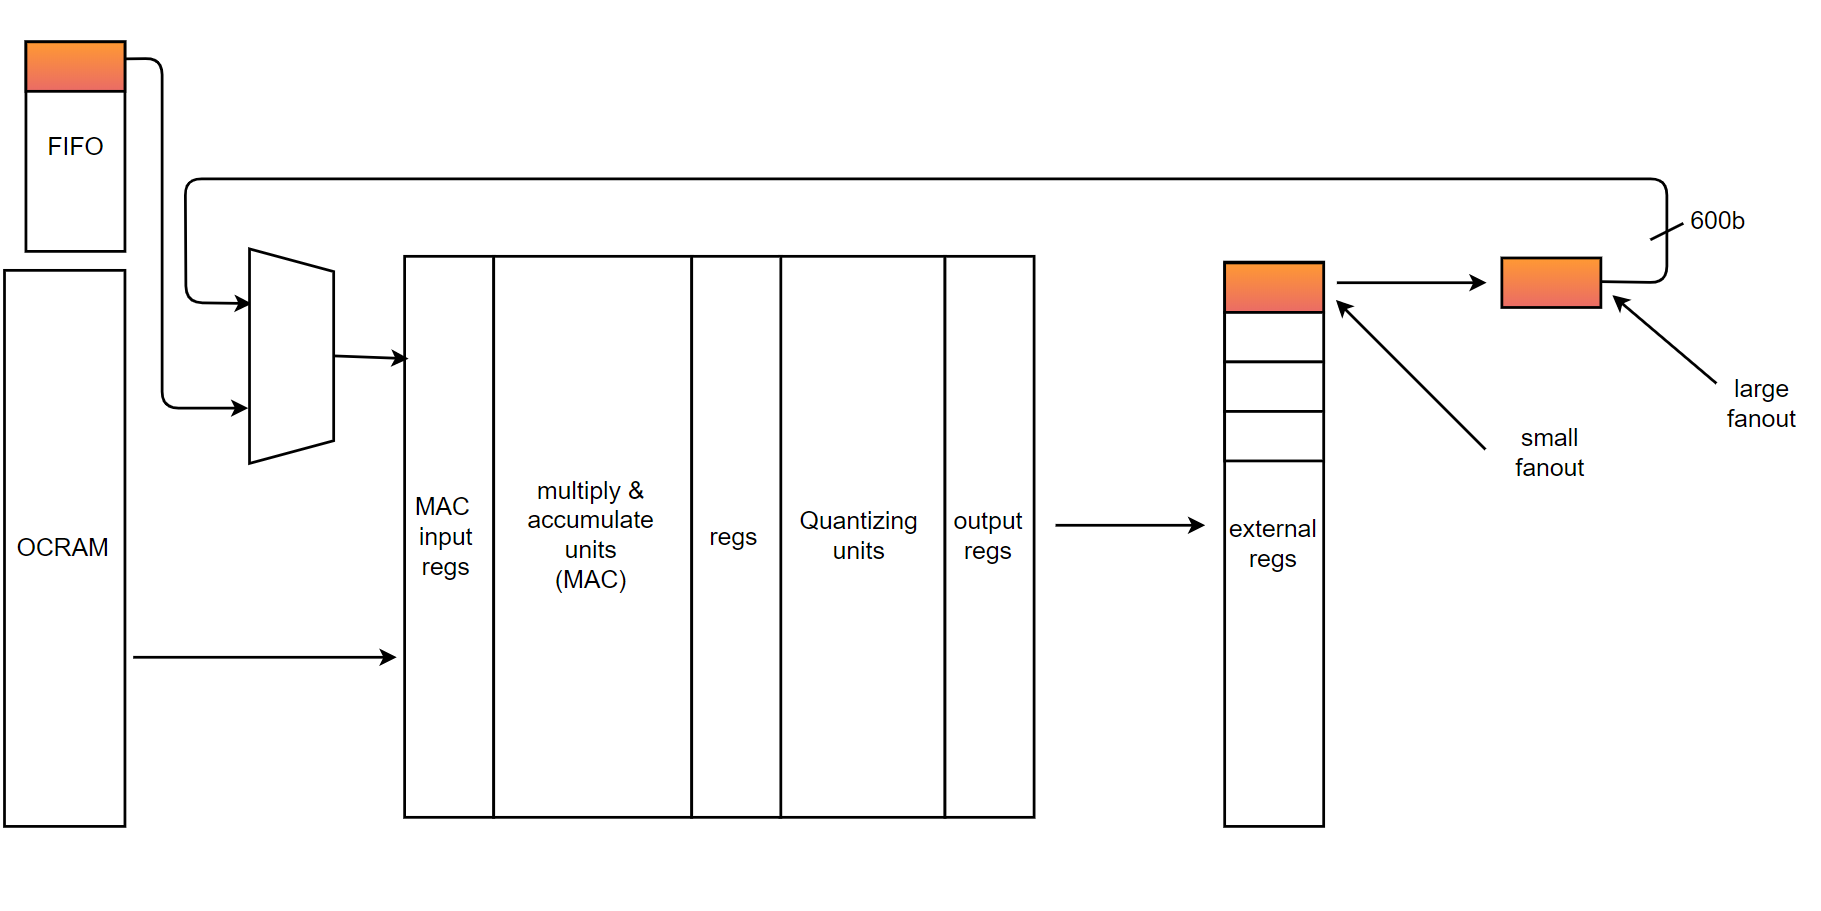 FIFO
600b
large
fanout
small
fanout
OCRAM
MAC
input
regs
multiply &
accumulate
units
(MAC)
regs
Quantizing
units
output
regs
external
regs